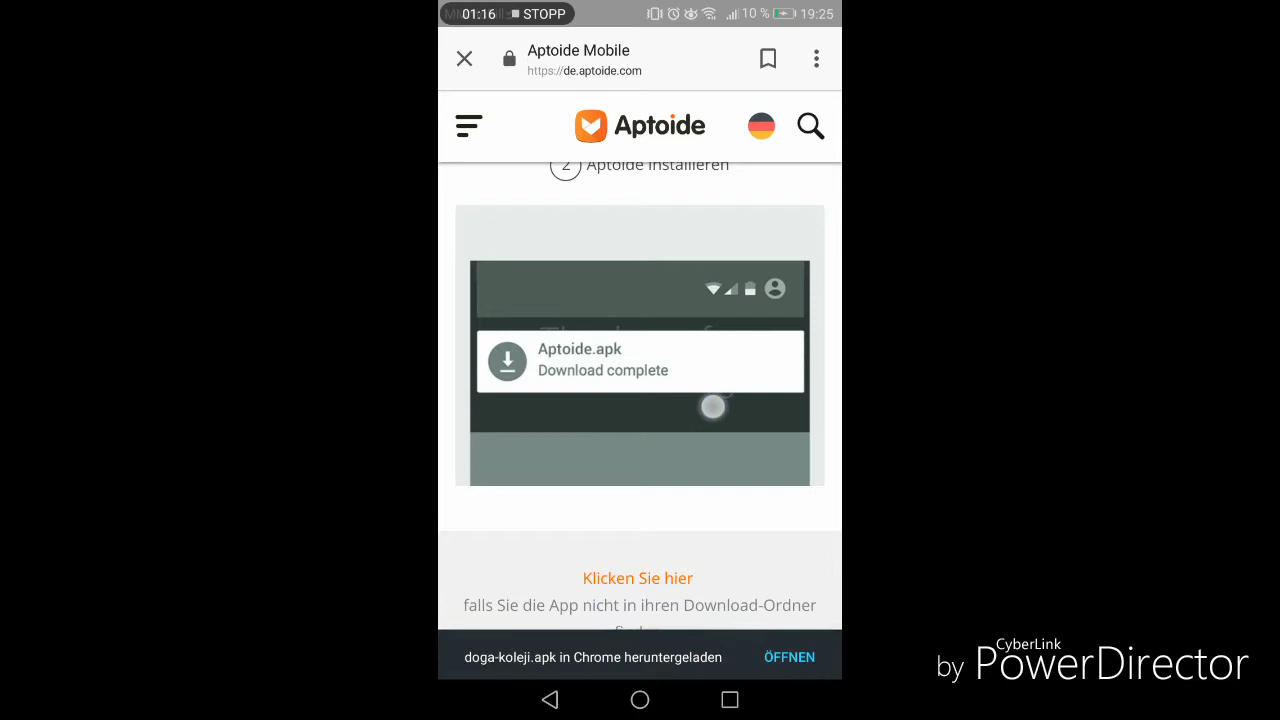 01:16 STOPP
10 % 19:25
Aptoide Mobile
https://de.aptoide.com
Aptoide
2 Aptoide installieren
Aptoide.apk
Download complete
Klicken Sie hier
falls Sie die App nicht in ihren Download-Ordner
doga-koleji.apk in Chrome heruntergeladen
ÖFFNEN
CyberLink
by PowerDirector